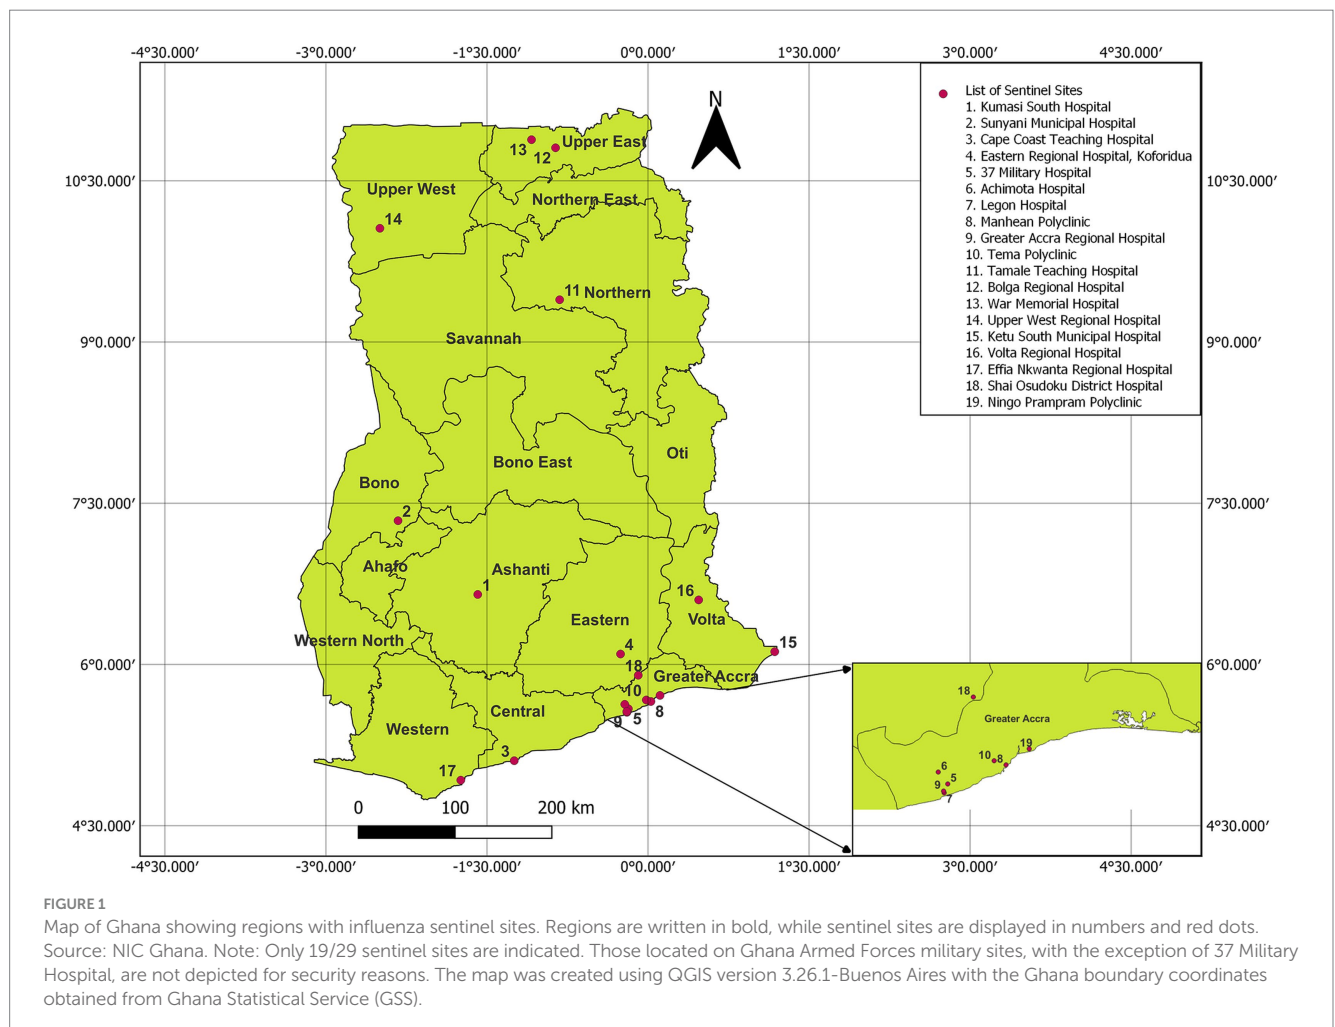 -4°30.000′ -3°0.000′ -1°30.000′ 0°0.000′ 1°30.000′ 3°0.000′ 4°30.000′
N
List of Sentinel Sites
1. Kumasi South Hospital
2. Sunyani Municipal Hospital
3. Cape Coast Teaching Hospital
4. Eastern Regional Hospital, Koforidua
5. 37 Military Hospital
6. Achimota Hospital
7. Legon Hospital
8. Manhean Polyclinic
9. Greater Accra Regional Hospital
10. Tema Polyclinic
11. Tamale Teaching Hospital
12. Bolga Regional Hospital
13. War Memorial Hospital
14. Upper West Regional Hospital
15. Ketu South Municipal Hospital
16. Volta Regional Hospital
17. Effia Nkwanta Regional Hospital
18. Shai Osudoku District Hospital
19. Ningo Prampram Polyclinic
13 12 Upper East
10°30.000′ 10°30.000′
Upper West
Northern East
14
11 Northern
Savannah
9°0.000′ 9°0.000′
Oti
Bono East
Bono
7°30.000′ 7°30.000′
2
Ahafo
Ashanti
1
16
Eastern
Volta
Western North
4
15
6°0.000′ 6°0.000′
18
Greater Accra
10
Central
8
5
9
Western
3
17
18
Greater Accra
19
10
8
6
5
9
7
0 100 200 km
4°30.000′ 4°30.000′
-4°30.000′ -3°0.000′ -1°30.000′ 0°0.000′ 1°30.000′ 3°0.000′ 4°30.000′
FIGURE 1
Map of Ghana showing regions with influenza sentinel sites. Regions are written in bold, while sentinel sites are displayed in numbers and red dots.
Source: NIC Ghana. Note: Only 19/29 sentinel sites are indicated. Those located on Ghana Armed Forces military sites, with the exception of 37 Military
Hospital, are not depicted for security reasons. The map was created using QGIS version 3.26.1-Buenos Aires with the Ghana boundary coordinates
obtained from Ghana Statistical Service (GSS).